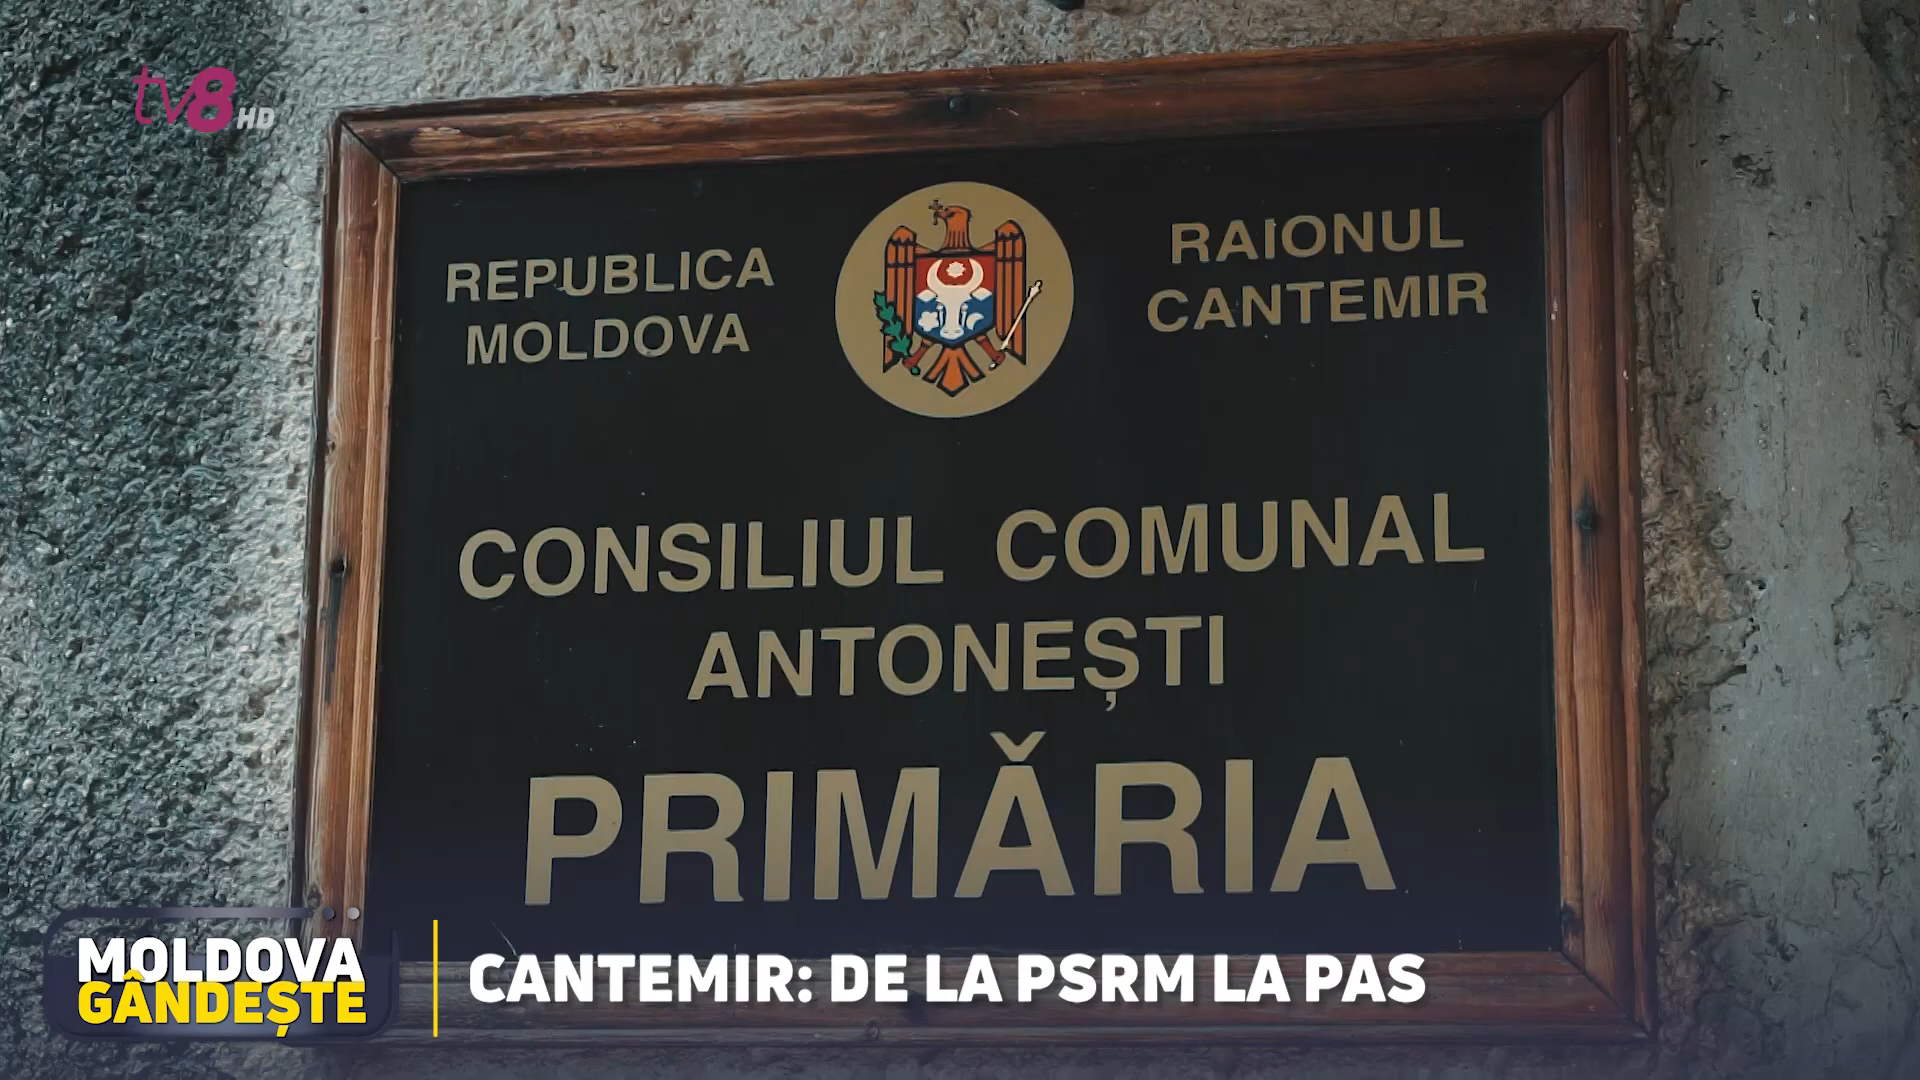 tv8 HD
REPUBLICA
MOLDOVA
RAIONUL
CANTEMIR
CONSILIUL COMUNAL
ANTONEȘTI
PRIMĂRIA
MOLDOVA
GÂNDEȘTE
CANTEMIR: DE LA PSRM LA PAS